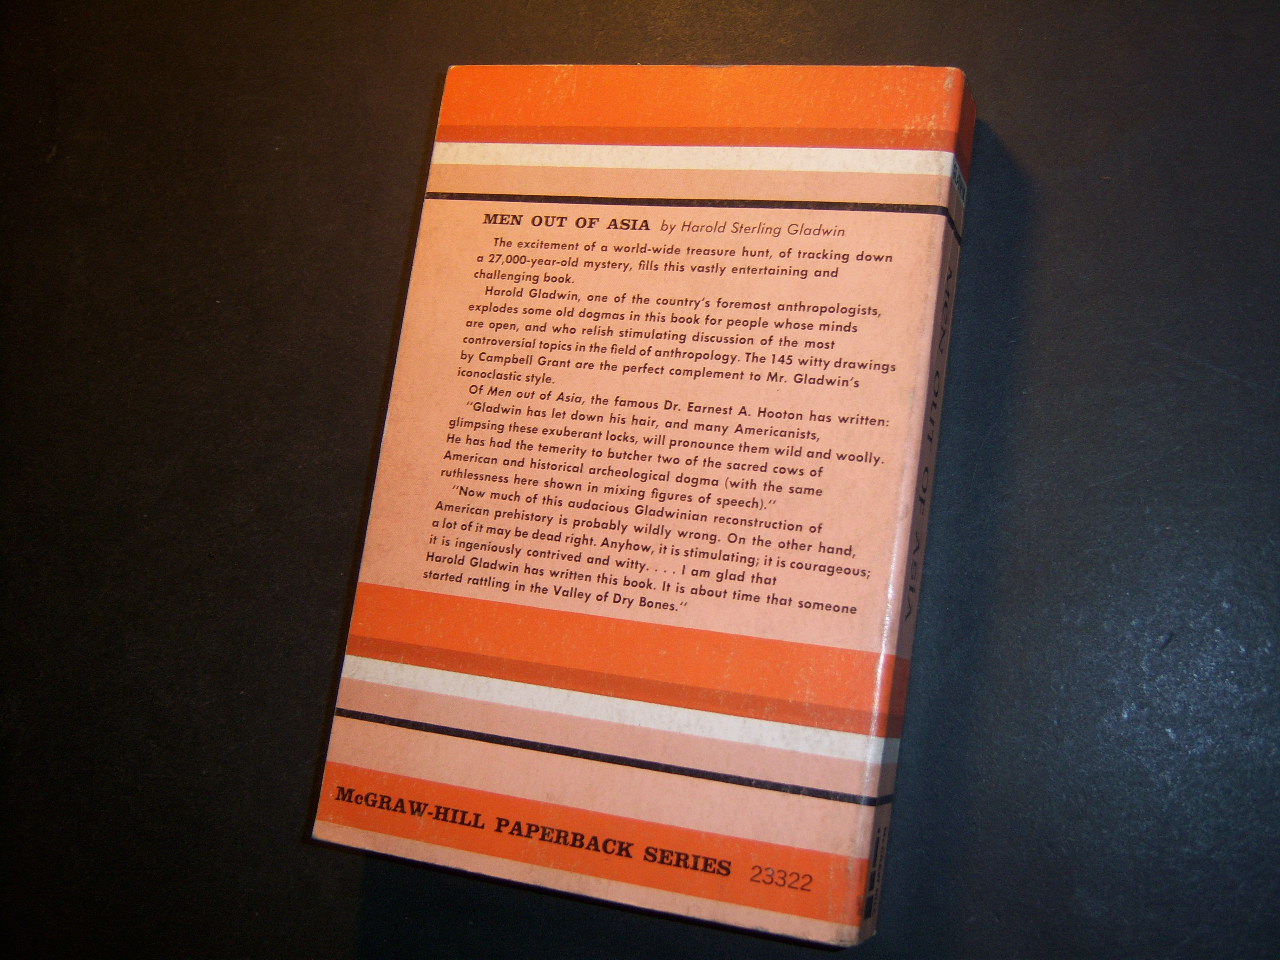 MEN OUT OF ASIA by Harold Sterling Gladwin
The excitement of a world-wide treasure hunt, of tracking down
a 27,000-year-old mystery, fills this vastly entertaining and
challenging book.
Harold Gladwin, one of the country's foremost anthropologists,
explodes some old dogmas in this book for people whose minds
are open, and who relish stimulating discussion of the most
controversial topics in the field of anthropology. The 145 witty drawings
by Campbell Grant are the perfect complement to Mr. Gladwin's
iconoclastic style.
Of Men out of Asia, the famous Dr. Earnest A. Hooton has written:
"Gladwin has let down his hair, and many Americanists,
glimpsing these exuberant locks, will pronounce them wild and woolly.
He has had the temerity to butcher two of the sacred cows of
American and historical archeological dogma (with the same
ruthlessness here shown in mixing figures of speech)."
"Now much of this audacious Gladwinian reconstruction of
American prehistory is probably wildly wrong. On the other hand,
a lot of it may be dead right. Anyhow, it is stimulating; it is courageous;
it is ingeniously contrived and witty. . . . I am glad that
Harold Gladwin has written this book. It is about time that someone
started rattling in the Valley of Dry Bones."
McGRAW-HILL PAPERBACK SERIES 23322
MEN OUT OF ASIA